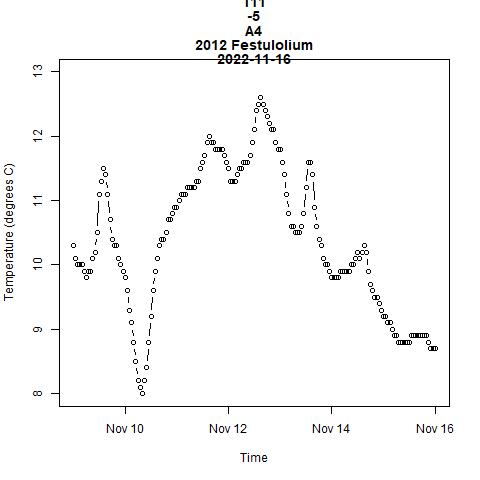 111
-5
A4
2012 Festulolium
2022-11-16
Temperature (degrees C)
13
12
11
10
9
8
Nov 10
Nov 12
Nov 14
Nov 16
Time